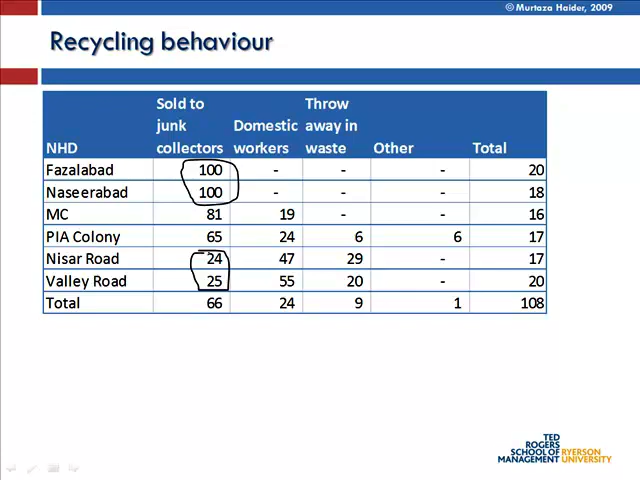 © Murtaza Haider, 2009
Recycling behaviour
NHD Sold to junk collectors Domestic workers Throw away in waste Other Total
Fazalabad 100 - - - 20
Naseerabad 100 - - - 18
MC 81 19 - - 16
PIA Colony 65 24 6 6 17
Nisar Road 24 47 29 - 17
Valley Road 25 55 20 - 20
Total 66 24 9 1 108
TED
ROGERS
SCHOOL OF RYERSON
MANAGEMENT UNIVERSITY